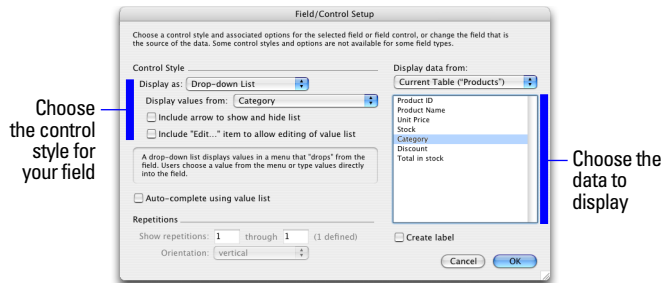 Field/Control Setup
Choose a control style and associated options for the selected field or field control, or change the field that is
the source of the data. Some control styles and options are not available for some field types.
Control Style
Display as: Drop-down List
Display values from: Category
Include arrow to show and hide list
Include "Edit..." item to allow editing of value list
A drop-down list displays values in a menu that "drops" from the
field. Users choose a value from the menu or type values directly
into the field.
Auto-complete using value list
Repetitions
Show repetitions: 1 through 1 (1 defined)
Orientation: vertical
Display data from:
Current Table ("Products")
Product ID
Product Name
Unit Price
Stock
Category
Discount
Total in stock
Create label
Cancel
OK
Choose
the control
style for
your field
Choose the
data to
display